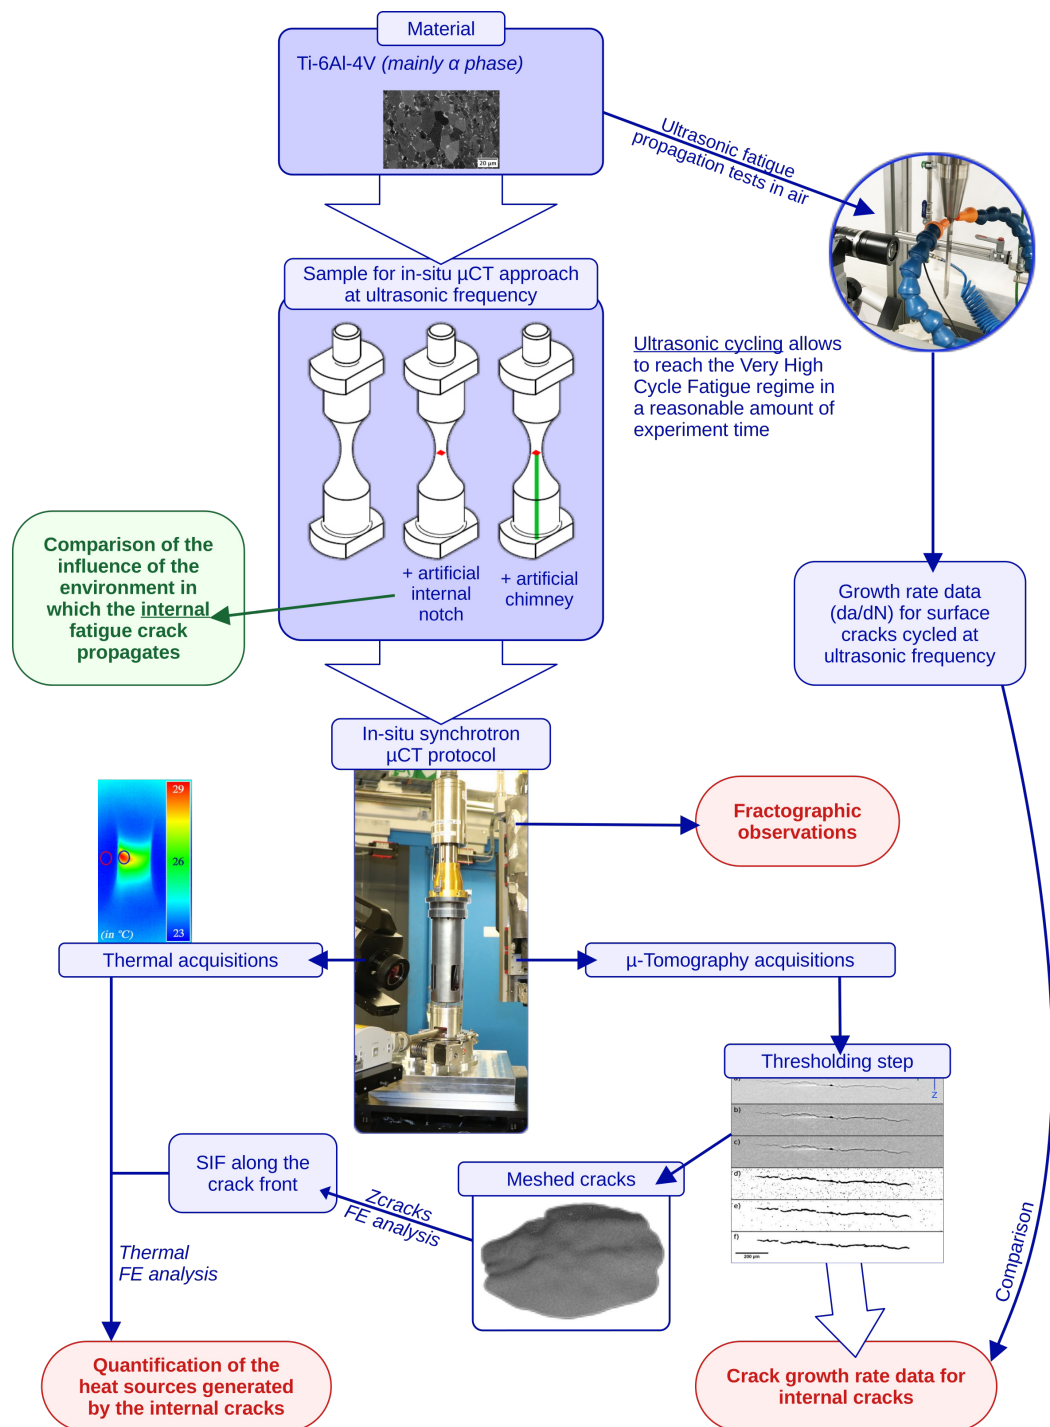 Material
Ti-6Al-4V (mainly α phase)
20 µm
Ultrasonic fatigue
propagation tests in air
Sample for in-situ µCT approach
at ultrasonic frequency
Ultrasonic cycling allows
to reach the Very High
Cycle Fatigue regime in
a reasonable amount of
experiment time
+ artificial
internal
notch
+ artificial
chimney
Comparison of the
influence of the
environment in
which the internal
fatigue crack
propagates
Growth rate data
(da/dN) for surface
cracks cycled at
ultrasonic frequency
In-situ synchrotron
µCT protocol
29
26
23
(in °C)
Fractographic
observations
Thermal acquisitions
µ-Tomography acquisitions
Thresholding step
z
b)
c)
d)
e)
f)
200 µm
SIF along the
crack front
Meshed cracks
Zcracks
FE analysis
Thermal
FE analysis
Comparison
Quantification of the
heat sources generated
by the internal cracks
Crack growth rate data for
internal cracks